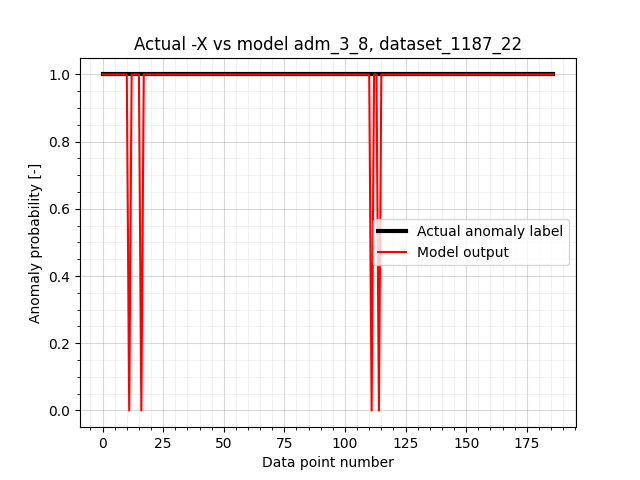 Actual -X vs model adm_3_8, dataset_1187_22
1.0
0.8
0.6
0.4
0.2
0.0
Anomaly probability [-]
Actual anomaly label
Model output
0 25 50 75 100 125 150 175
Data point number